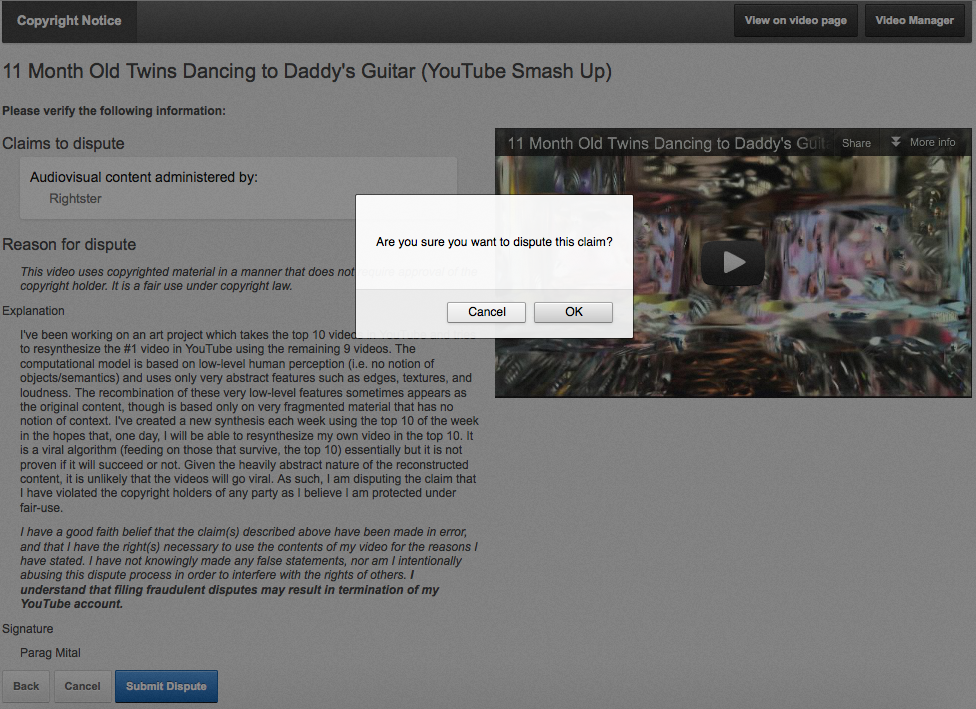 Copyright Notice
View on video page
Video Manager
11 Month Old Twins Dancing to Daddy's Guitar (YouTube Smash Up)
Please verify the following information:
Claims to dispute
Audiovisual content administered by:
Rightster
11 Month Old Twins Dancing to Daddy's Guit
Share
More info
Are you sure you want to dispute this claim?
Cancel
OK
Reason for dispute
This video uses copyrighted material in a manner that does not
copyright holder. It is a fair use under copyright law.
Explanation
I've been working on an art project which takes the top 10 videos
to resynthesize the #1 video in YouTube using the remaining 9 videos. The
computational model is based on low-level human perception (i.e. no notion of
objects/semantics) and uses only very abstract features such as edges, textures, and
loudness. The recombination of these very low-level features sometimes appears as
the original content, though is based only on very fragmented material that has no
notion of context. I've created a new synthesis each week using the top 10 of the week
in the hopes that, one day, I will be able to resynthesize my own video in the top 10. It
is a viral algorithm (feeding on those that survive, the top 10) essentially but it is not
proven if it will succeed or not. Given the heavily abstract nature of the reconstructed
content, it is unlikely that the videos will go viral. As such, I am disputing the claim that
I have violated the copyright holders of any party as I believe I am protected under
fair-use.
I have a good faith belief that the claim(s) described above have been made in error,
and that I have the right(s) necessary to use the contents of my video for the reasons I
have stated. I have not knowingly made any false statements, nor am I intentionally
abusing this dispute process in order to interfere with the rights of others. I
understand that filing fraudulent disputes may result in termination of my
YouTube account.
Signature
Parag Mital
Back
Cancel
Submit Dispute